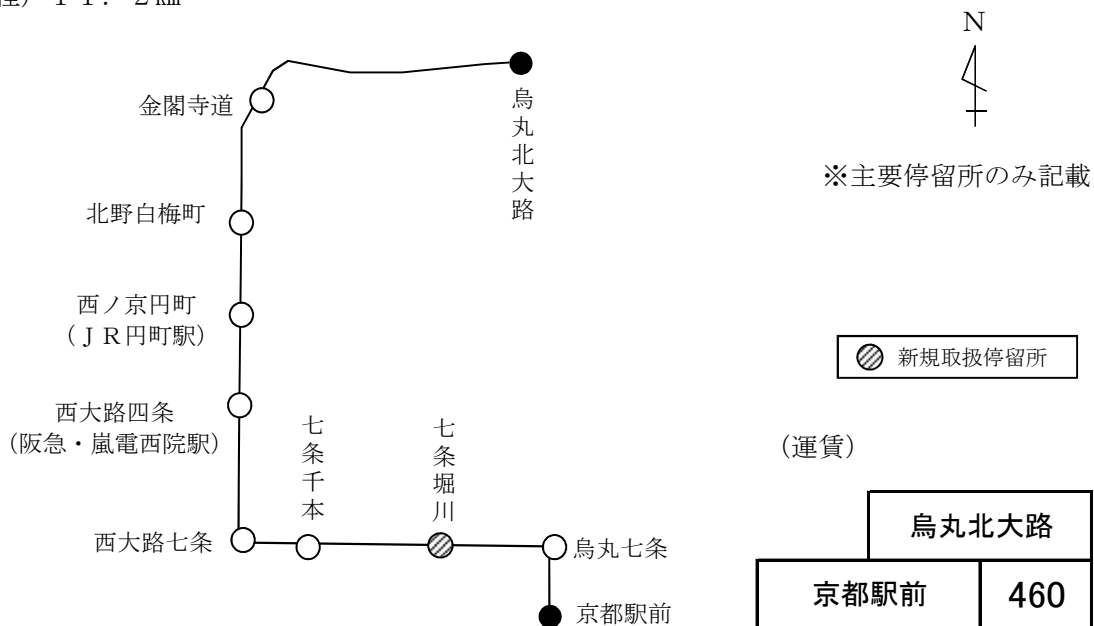 １１．２㎞
N
金閣寺道
烏丸北大路
※主要停留所のみ記載
北野白梅町
西ノ京円町
（ＪＲ円町駅）
新規取扱停留所
西大路四条
（阪急・嵐電西院駅）
七条千本
七条堀川
（運賃）
西大路七条
烏丸七条
京都駅前
烏丸北大路
京都駅前 460